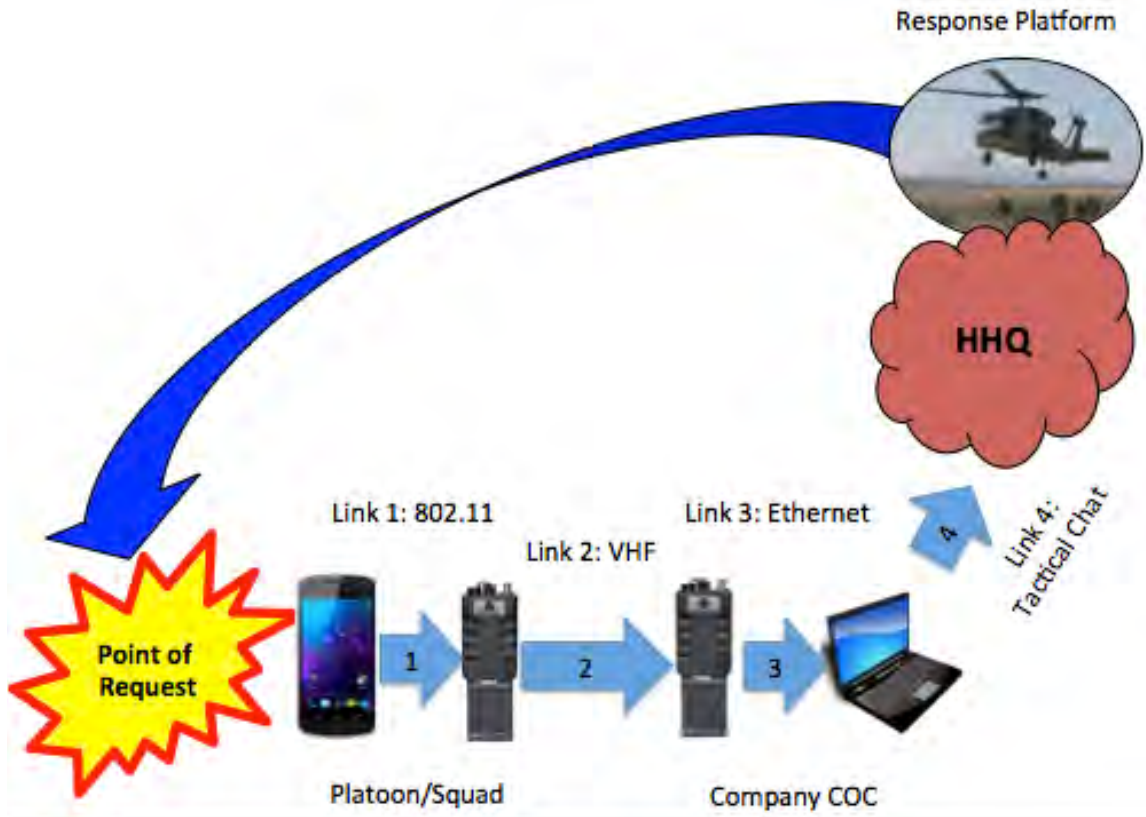 Response Platform
HHQ
Link 1: 802.11
Link 3: Ethernet
Link 2: VHF
Link 4:
Tactical Chat
4
Point of
Request
1
2
3
Platoon/Squad
Company COC